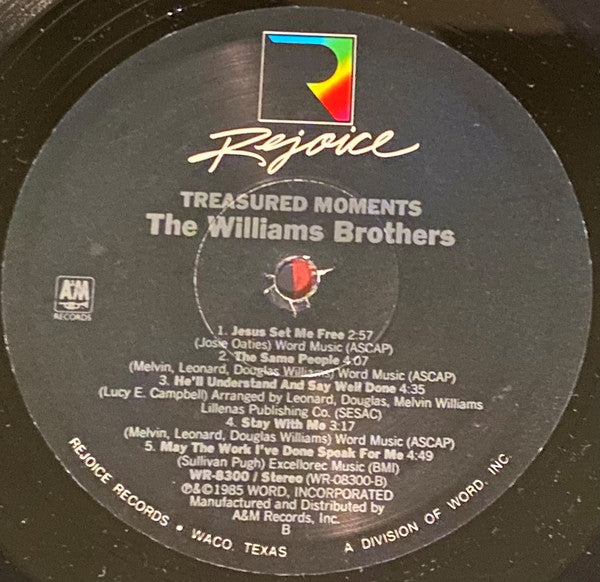 R
Rejoice
TREASURED MOMENTS
The Williams Brothers
A&M
RECORDS
1. Jesus Set Me Free 2:57
(Josie Oaties) Word Music (ASCAP)
2. The Same People 4:07
(Melvin, Leonard, Douglas Williams) Word Music (ASCAP)
3. He'll Understand And Say Well Done 4:35
(Lucy E. Campbell) Arranged by Leonard, Douglas, Melvin Williams
Lillenas Publishing Co. (SESAC)
4. Stay With Me 3:17
(Melvin, Leonard, Douglas Williams) Word Music (ASCAP)
5. May The Work I've Done Speak For Me 4:49
(Sullivan Pugh) Excellorec Music (BMI)
WR-8300 / Stereo (WR-08300-B)
℗&©1985 WORD, INCORPORATED
Manufactured and Distributed by
A&M Records, Inc.
B
REJOICE RECORDS • WACO, TEXAS A DIVISION OF WORD, INC.